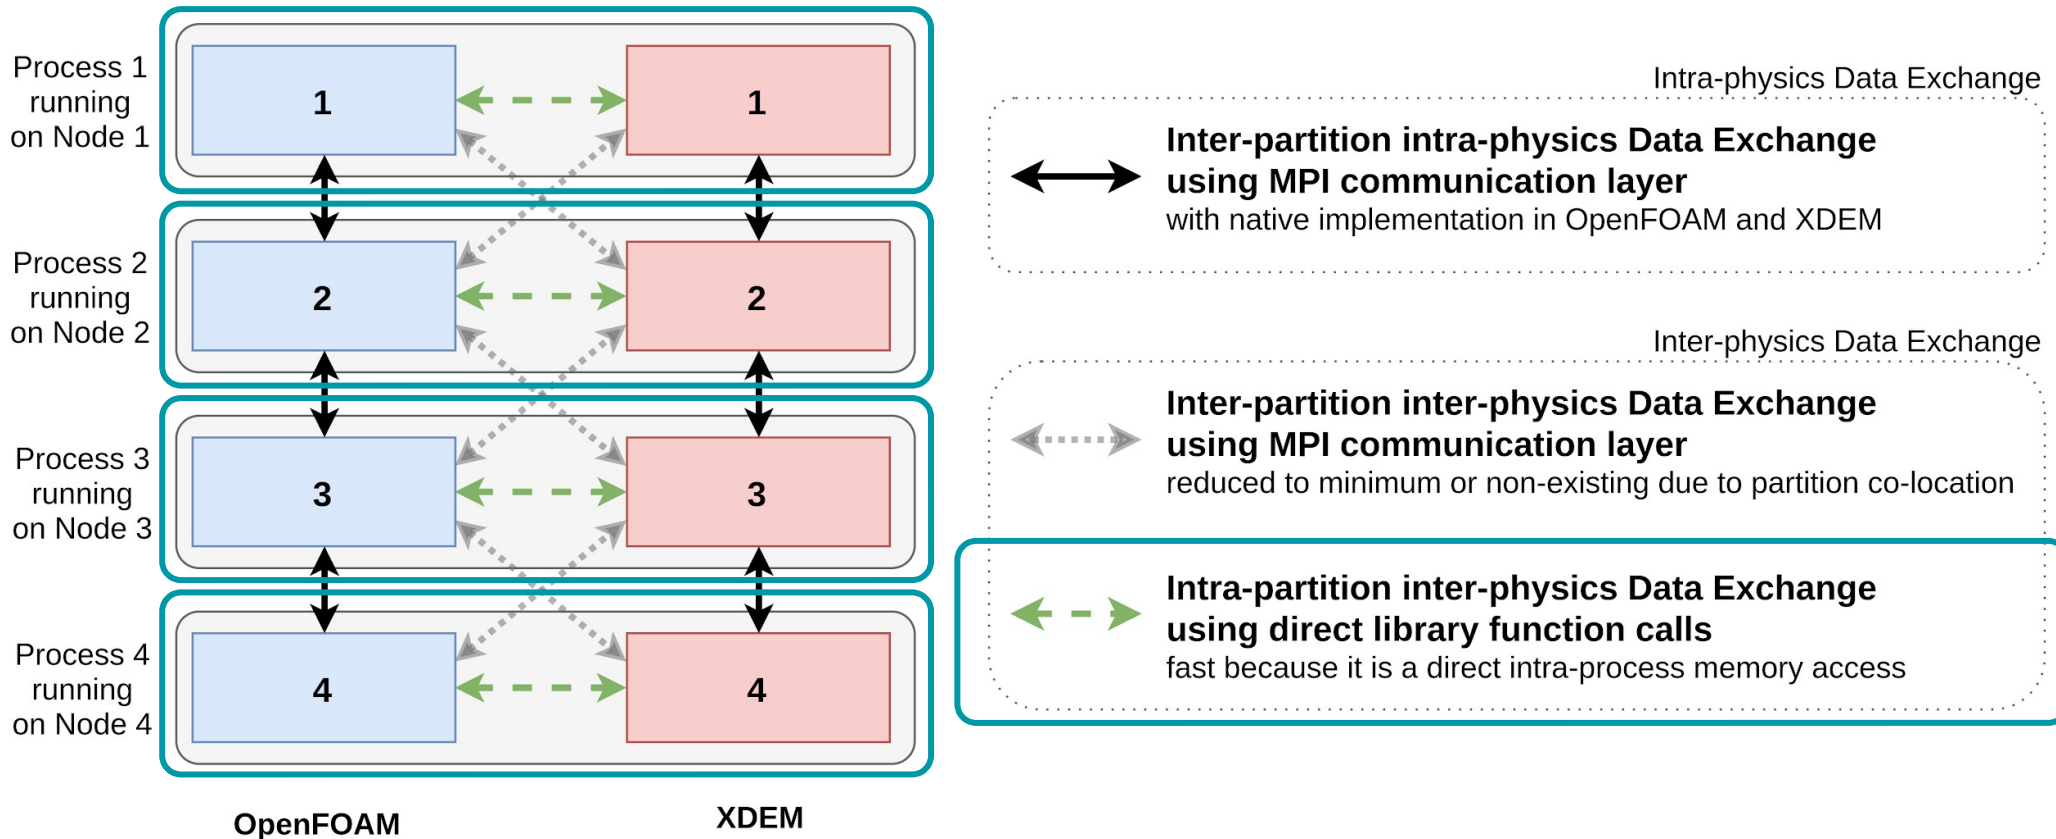 Process 1
running
on Node 1
1
1
Process 2
running
on Node 2
2
2
Process 3
running
on Node 3
3
3
Process 4
running
on Node 4
4
4
OpenFOAM
XDEM
Intra-physics Data Exchange
Inter-partition intra-physics Data Exchange
using MPI communication layer
with native implementation in OpenFOAM and XDEM
Inter-physics Data Exchange
Inter-partition inter-physics Data Exchange
using MPI communication layer
reduced to minimum or non-existing due to partition co-location
Intra-partition inter-physics Data Exchange
using direct library function calls
fast because it is a direct intra-process memory access